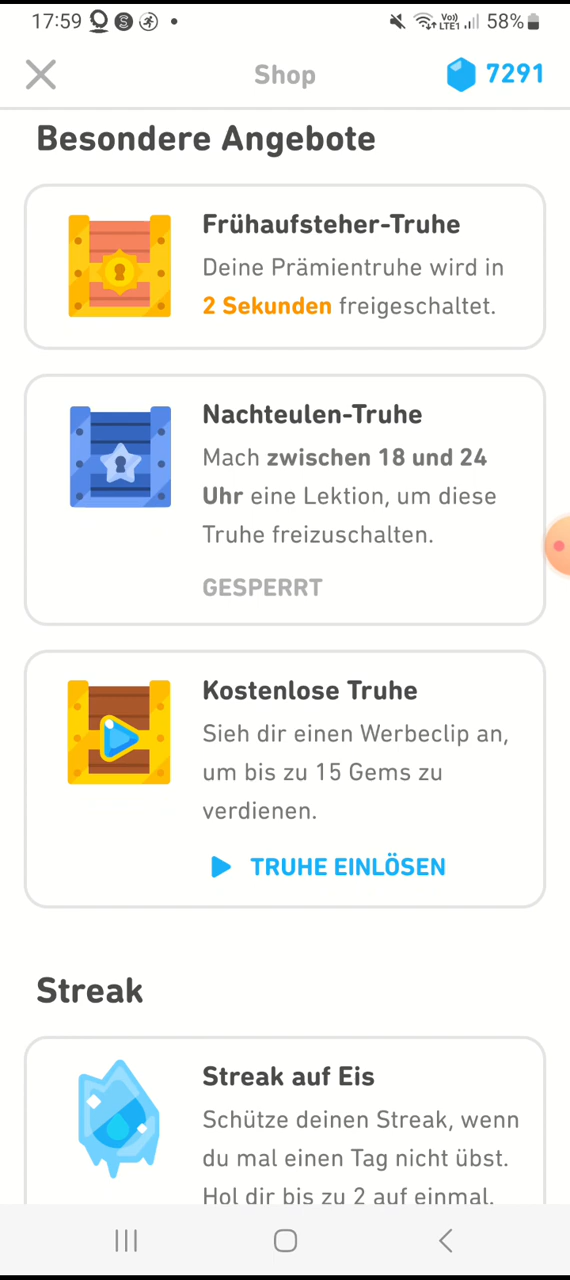 17:59 58%
Vo))
LTE1
Shop 7291
Besondere Angebote
Frühaufsteher-Truhe
Deine Prämientruhe wird in
2 Sekunden freigeschaltet.
Nachteulen-Truhe
Mach zwischen 18 und 24
Uhr eine Lektion, um diese
Truhe freizuschalten.
GESPERRT
Kostenlose Truhe
Sieh dir einen Werbeclip an,
um bis zu 15 Gems zu
verdienen.
TRUHE EINLÖSEN
Streak
Streak auf Eis
Schütze deinen Streak, wenn
du mal einen Tag nicht übst.
Hol dir bis zu 2 auf einmal.